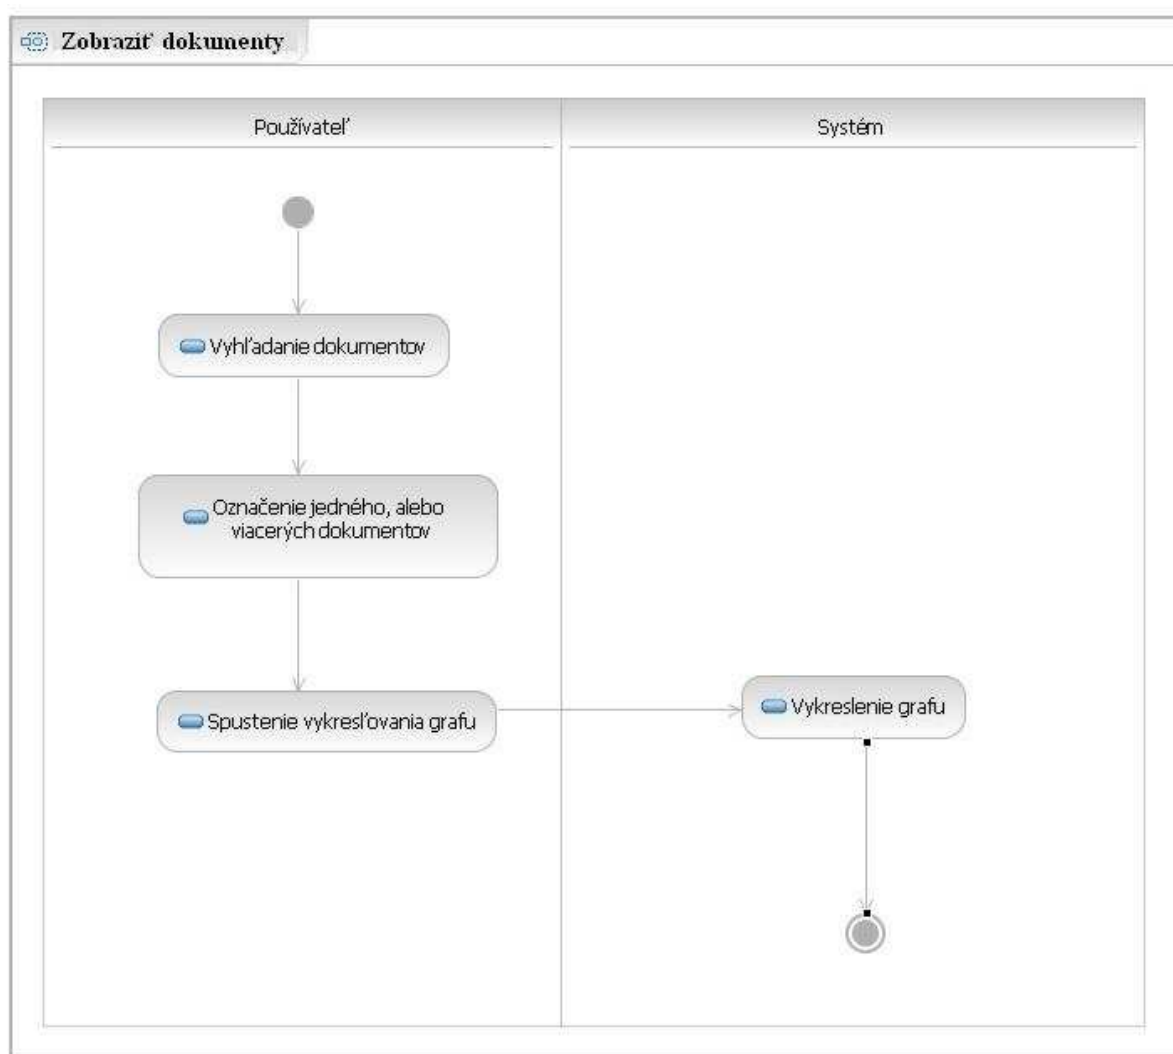 Zobraziť dokumenty
Používateľ
Systém
Vyhľadanie dokumentov
Označenie jedného, alebo
viacerých dokumentov
Spustenie vykresľovania grafu
Vykreslenie grafu